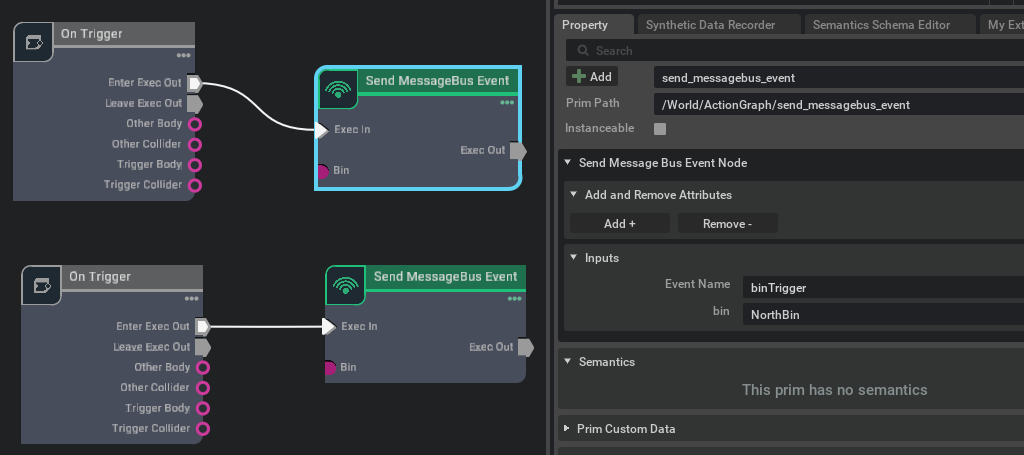 On Trigger
Enter Exec Out
Leave Exec Out
Other Body
Other Collider
Trigger Body
Trigger Collider
Send MessageBus Event
Exec In
Exec Out
Bin
On Trigger
Enter Exec Out
Leave Exec Out
Other Body
Other Collider
Trigger Body
Trigger Collider
Send MessageBus Event
Exec In
Exec Out
Bin
Property
Synthetic Data Recorder
Semantics Schema Editor
My Ext
Search
Add
send_messagebus_event
Prim Path
/World/ActionGraph/send_messagebus_event
Instanceable
Send Message Bus Event Node
Add and Remove Attributes
Add +
Remove -
Inputs
Event Name
binTrigger
bin
NorthBin
Semantics
This prim has no semantics
Prim Custom Data